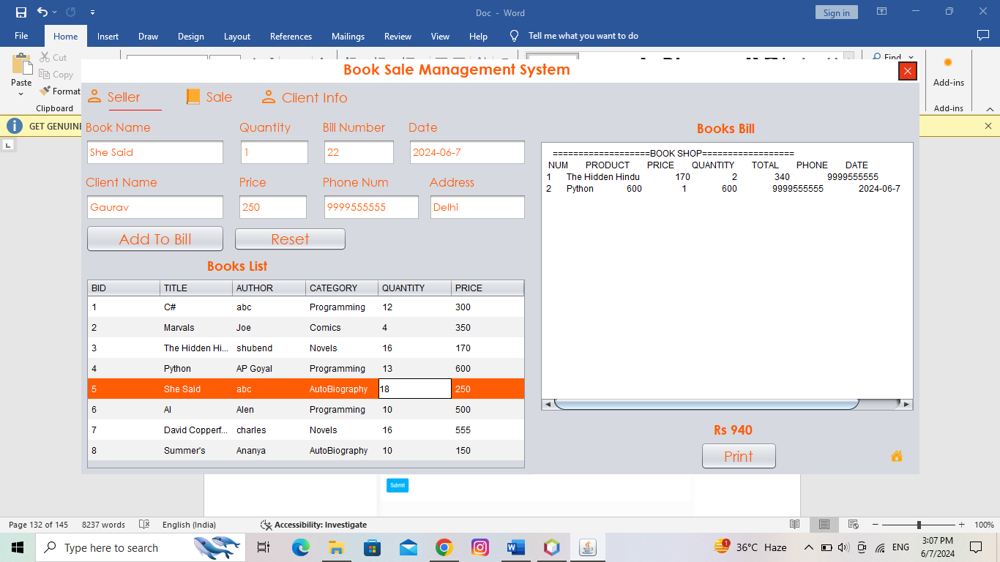 Doc - Word
Sign in
File Home Insert Draw Design Layout References Mailings Review View Help Tell me what you want to do
Cut
Copy
Paste
Format
Clipboard
Find
Add-ins
Add-ins
GET GENUINE
Book Sale Management System
Seller Sale Client Info
Book Name Quantity Bill Number Date
She Said 1 22 2024-06-7
Client Name Price Phone Num Address
Gaurav 250 9999555555 Delhi
Add To Bill Reset
Books List
BID TITLE AUTHOR CATEGORY QUANTITY PRICE
1 C# abc Programming 12 300
2 Marvals Joe Comics 4 350
3 The Hidden Hi... shubend Novels 16 170
4 Python AP Goyal Programming 13 600
5 She Said abc AutoBiography 18 250
6 AI Alen Programming 10 500
7 David Copperf... charles Novels 16 555
8 Summer's Ananya AutoBiography 10 150
Books Bill
===================BOOK SHOP==================
NUM PRODUCT PRICE QUANTITY TOTAL PHONE DATE
1 The Hidden Hindu 170 2 340 9999555555
2 Python 600 1 600 9999555555 2024-06-7
Rs 940
Print
Submit
Page 132 of 145 8237 words English (India) Accessibility: Investigate 100%
Type here to search
1 36°C Haze ENG 3:07 PM
6/7/2024